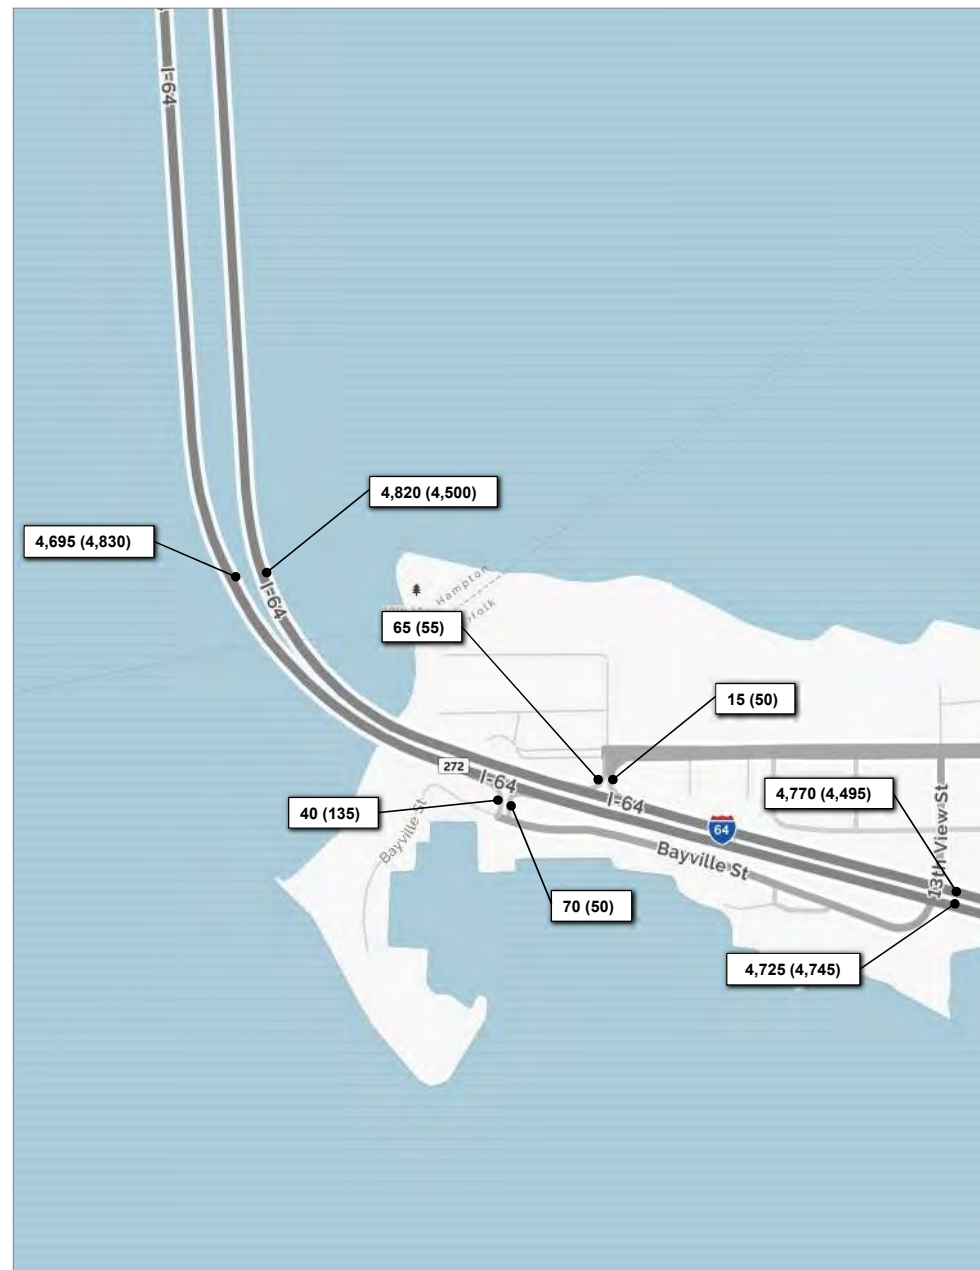 I-64
4,820 (4,500)
4,695 (4,830)
I-64
Hampton
65 (55)
15 (50)
272
I-64
I-64
4,770 (4,495)
40 (135)
64
Bayville St
Bayville St
13th View St
70 (50)
4,725 (4,745)